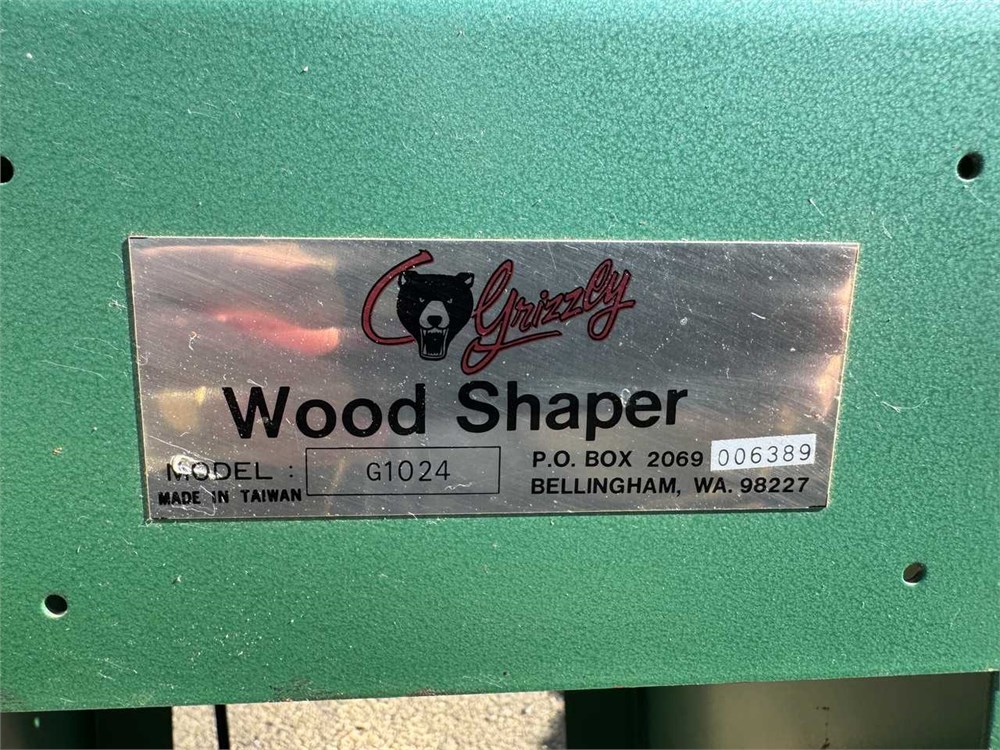 Grizzly
Wood Shaper
MODEL : G1024
MADE IN TAIWAN
P.O. BOX 2069 006389
BELLINGHAM, WA. 98227